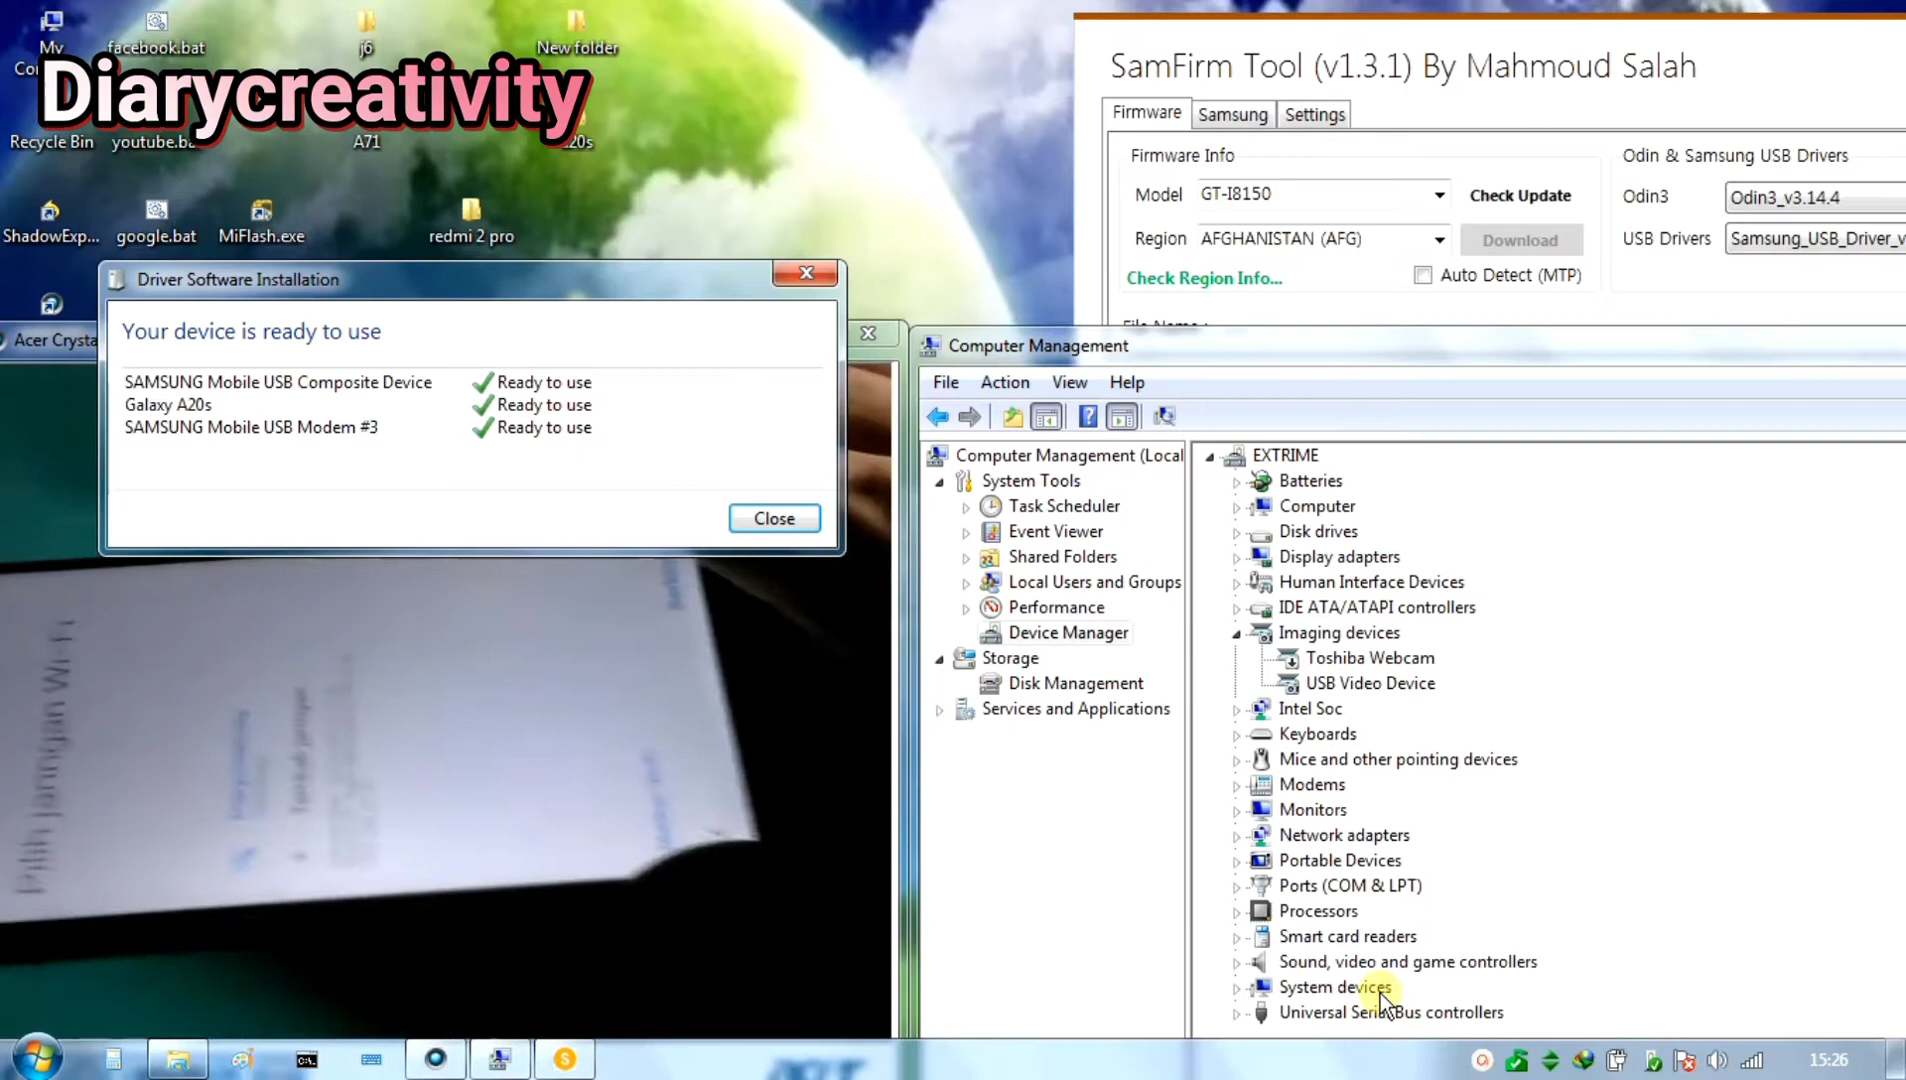 My
facebook.bat
j6
New folder
Diarycreativity
Recycle Bin
A71
ShadowExp...
google.bat
MiFlash.exe
redmi 2 pro
Acer Crysta
Driver Software Installation
Your device is ready to use
SAMSUNG Mobile USB Composite Device Ready to use
Galaxy A20s Ready to use
SAMSUNG Mobile USB Modem #3 Ready to use
Close
Pilih jaringan Wi-Fi
SamFirm Tool (v1.3.1) By Mahmoud Salah
Firmware Samsung Settings
Firmware Info
Model GT-I8150 Check Update
Region AFGHANISTAN (AFG) Download
Check Region Info... Auto Detect (MTP)
Odin & Samsung USB Drivers
Odin3 Odin3_v3.14.4
USB Drivers Samsung_USB_Driver_v
File Name :
Computer Management
File Action View Help
Computer Management (Local
System Tools
Task Scheduler
Event Viewer
Shared Folders
Local Users and Groups
Performance
Device Manager
Storage
Disk Management
Services and Applications
EXTRIME
Batteries
Computer
Disk drives
Display adapters
Human Interface Devices
IDE ATA/ATAPI controllers
Imaging devices
Toshiba Webcam
USB Video Device
Intel Soc
Keyboards
Mice and other pointing devices
Modems
Monitors
Network adapters
Portable Devices
Ports (COM & LPT)
Processors
Smart card readers
Sound, video and game controllers
System devices
Universal Serial Bus controllers
15:26